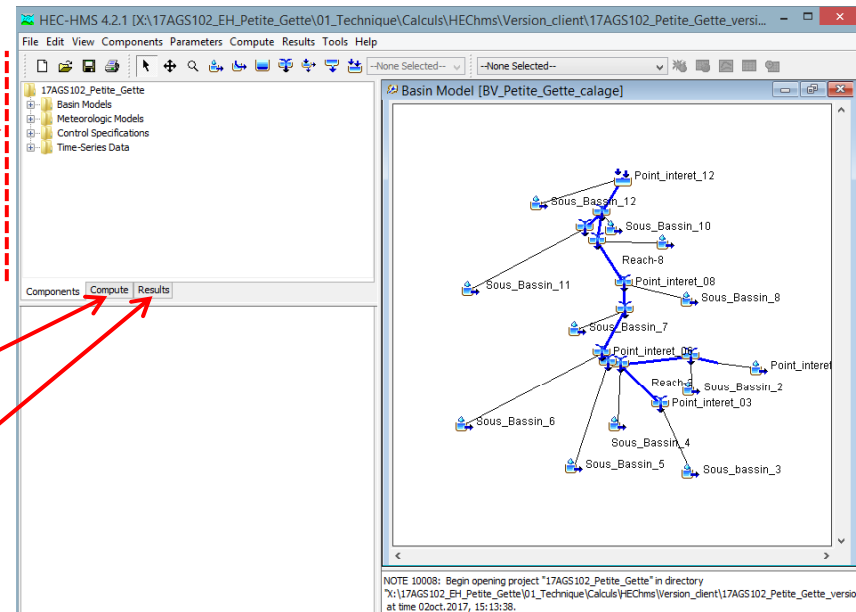 HEC-HMS 4.2.1 [X:\17AGS102_EH_Petite_Gette\01_Technique\Calculs\HEChms\Version_client\17AGS102_Petite_Gette_versi...
File Edit View Components Parameters Compute Results Tools Help
--None Selected-- --None Selected--
17AGS102_Petite_Gette
Basin Models
Meteorologic Models
Control Specifications
Time-Series Data
Components Compute Results
Basin Model [BV_Petite_Gette_calage]
Point_interet_12
Sous_Bassin_12
Sous_Bassin_10
Reach-8
Sous_Bassin_11
Point_interet_08
Sous_Bassin_8
Sous_Bassin_7
Point_interet_06
Point_interet
Sous_Bassin_2
Point_interet_03
Sous_Bassin_6
Sous_Bassin_4
Sous_Bassin_5
Sous_bassin_3
NOTE 10008: Begin opening project "17AGS102_Petite_Gette" in directory
"X:\17AGS102_EH_Petite_Gette\01_Technique\Calculs\HEChms\Version_client\17AGS102_Petite_Gette_versio
at time 02oct.2017, 15:13:38.